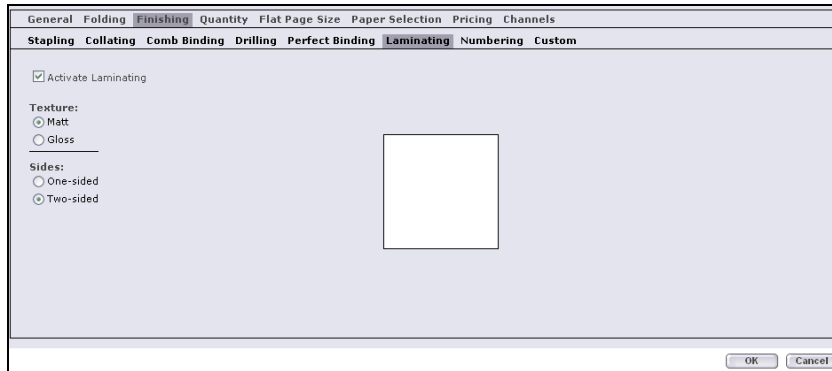 General Folding Finishing Quantity Flat Page Size Paper Selection Pricing Channels
Stapling Collating Comb Binding Drilling Perfect Binding Laminating Numbering Custom
Activate Laminating
Texture:
Matt
Gloss
Sides:
One-sided
Two-sided
OK Cancel